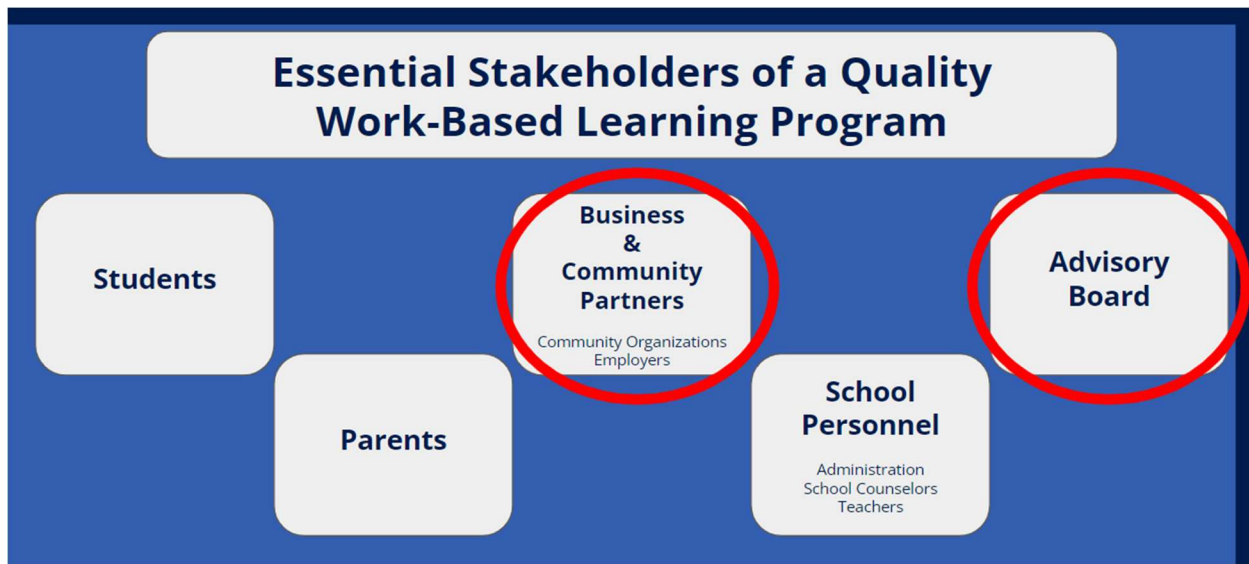 Essential Stakeholders of a Quality
Work-Based Learning Program
Students
Parents
Business
&
Community
Partners
Community Organizations
Employers
School
Personnel
Administration
School Counselors
Teachers
Advisory
Board